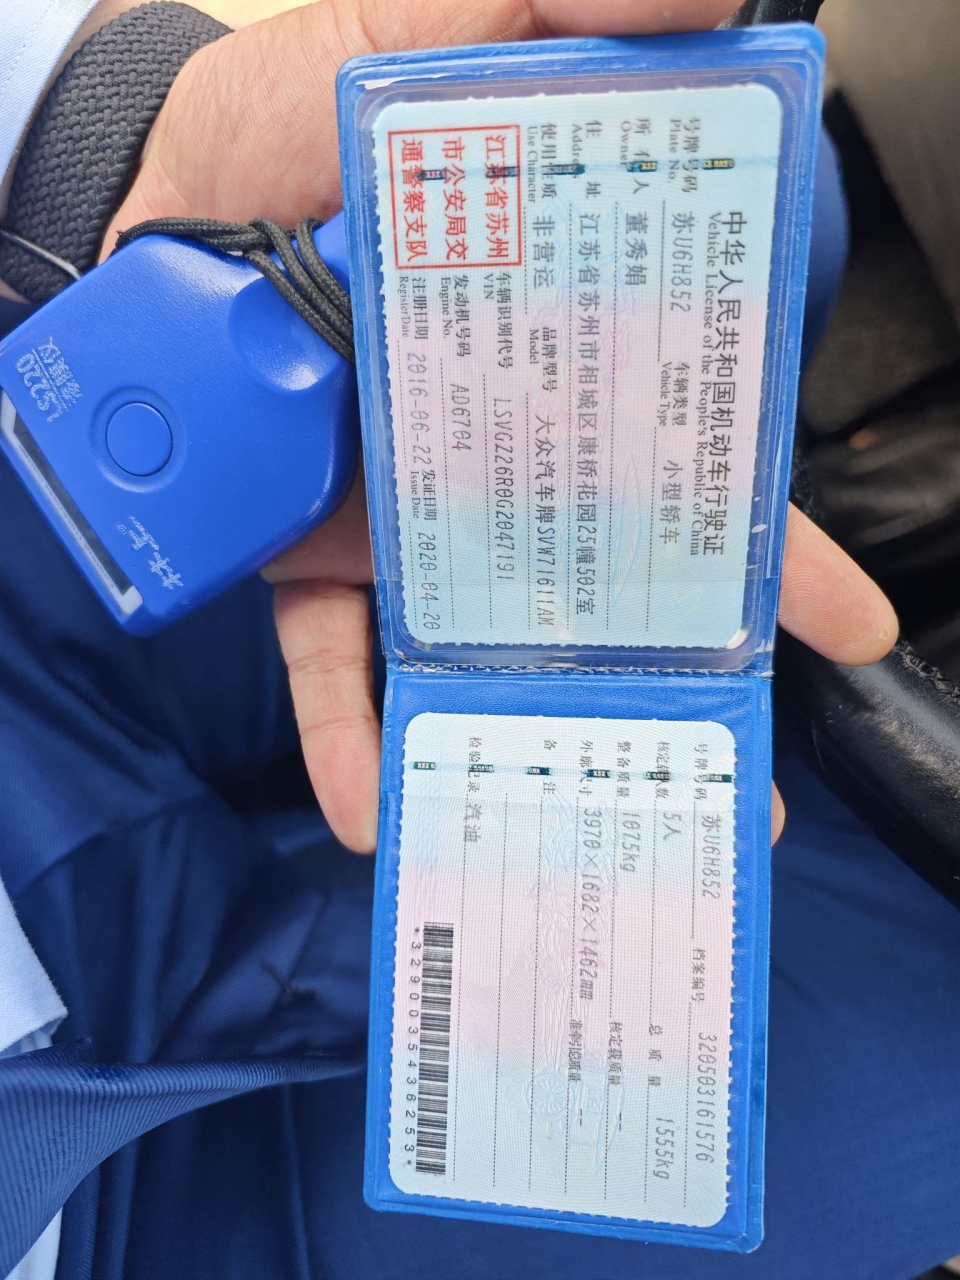 中华人民共和国机动车行驶证
Vehicle License of the People's Republic of China
号牌号码 苏U6H852 车辆类型 小型轿车
Plate No. Vehicle Type
所有人 董秀娟
Owner
住址 江苏省苏州市相城区康桥花园25幢502室
Address
使用性质 非营运 品牌型号 大众汽车牌SVW71611AM
Use Character Model
江苏省苏州
市公安局交
通警察支队
车辆识别代号 LSVGZ26R0G2047191
VIN
发动机号码 AD6704
Engine No.
注册日期 2016-06-22 发证日期 2020-04-20
Register Date Issue Date
号牌号码 苏U6H852 档案编号 320503161576
核定载人数 5人 总质量 1555kg
整备质量 1075kg 核定载质量 --
外廓尺寸 3970×1682×1462mm 准牵引总质量 --
备注
检验记录 汽油
*3290035436253*
LS220